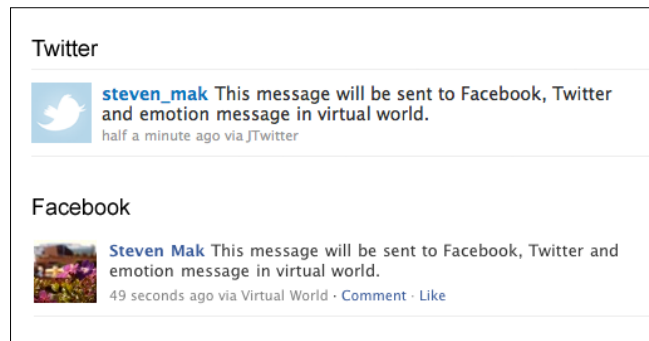 Twitter
steven_mak This message will be sent to Facebook, Twitter
and emotion message in virtual world.
half a minute ago via JTwitter
Facebook
Steven Mak This message will be sent to Facebook, Twitter and
emotion message in virtual world.
49 seconds ago via Virtual World · Comment · Like